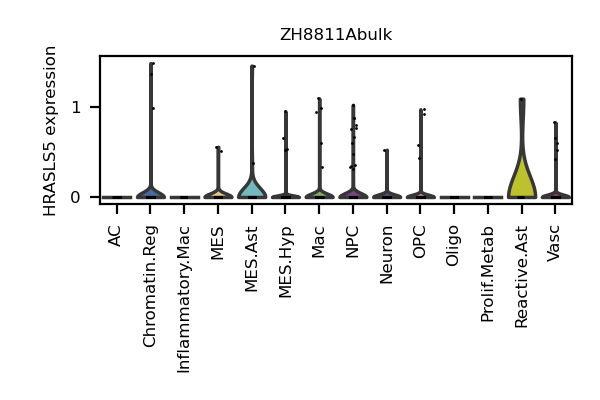 ZH8811Abulk
HRASLS5 expression
1
0
AC
Chromatin.Reg
Inflammatory.Mac
MES
MES.Ast
MES.Hyp
Mac
NPC
Neuron
OPC
Oligo
Prolif.Metab
Reactive.Ast
Vasc